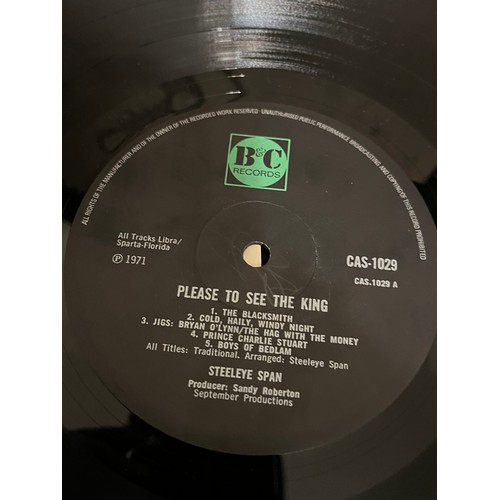 ALL RIGHTS OF THE MANUFACTURER AND OF THE OWNER OF THE RECORDED WORK RESERVED · UNAUTHORISED PUBLIC PERFORMANCE BROADCASTING AND COPYING OF THIS RECORD PROHIBITED
B&C
RECORDS
All Tracks Libra/
Sparta-Florida
℗ 1971
CAS-1029
CAS.1029 A
PLEASE TO SEE THE KING
1. THE BLACKSMITH
2. COLD, HAILY, WINDY NIGHT
3. JIGS: BRYAN O'LYNN/THE HAG WITH THE MONEY
4. PRINCE CHARLIE STUART
5. BOYS OF BEDLAM
All Titles: Traditional. Arranged: Steeleye Span
STEELEYE SPAN
Producer: Sandy Roberton
September Productions